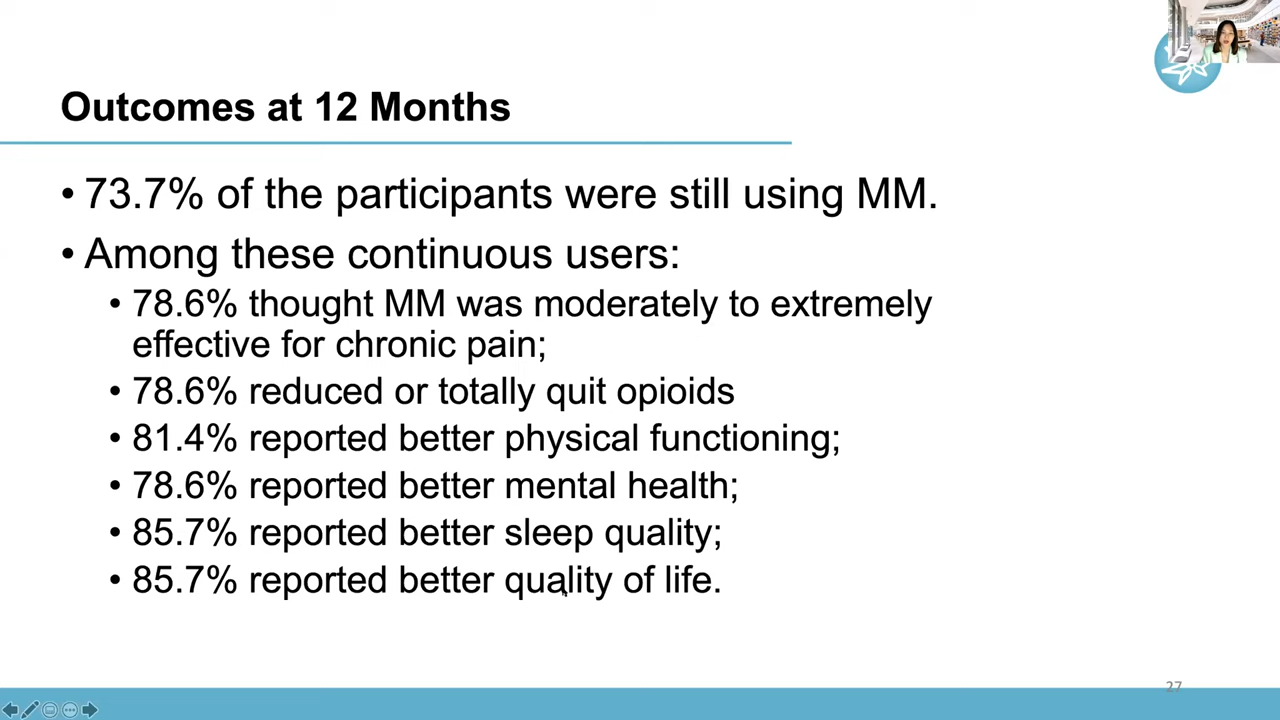 Outcomes at 12 Months
• 73.7% of the participants were still using MM.
• Among these continuous users:
• 78.6% thought MM was moderately to extremely
effective for chronic pain;
• 78.6% reduced or totally quit opioids
• 81.4% reported better physical functioning;
• 78.6% reported better mental health;
• 85.7% reported better sleep quality;
• 85.7% reported better quality of life.
27